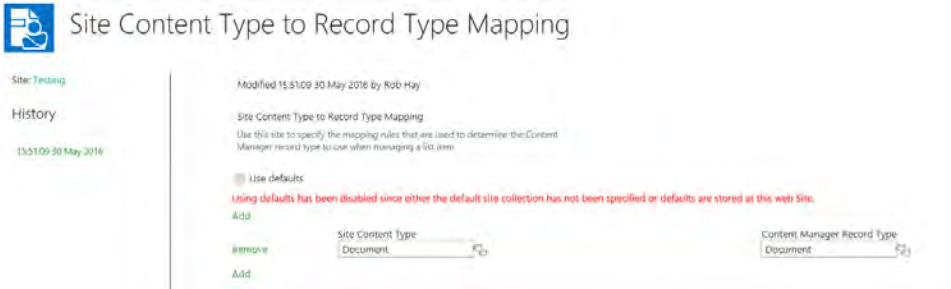 Site Content Type to Record Type Mapping
Site: Testing
History
15:51:09 30 May 2016
Modified 15:51:09 30 May 2016 by Rob Hay
Site Content Type to Record Type Mapping
Use this site to specify the mapping rules that are used to determine the Content
Manager record type to use when managing a list item
Use defaults
Using defaults has been disabled since either the default site collection has not been specified or defaults are stored at this web Site.
Add
Site Content Type
Content Manager Record Type
Remove
Document
Document
Add